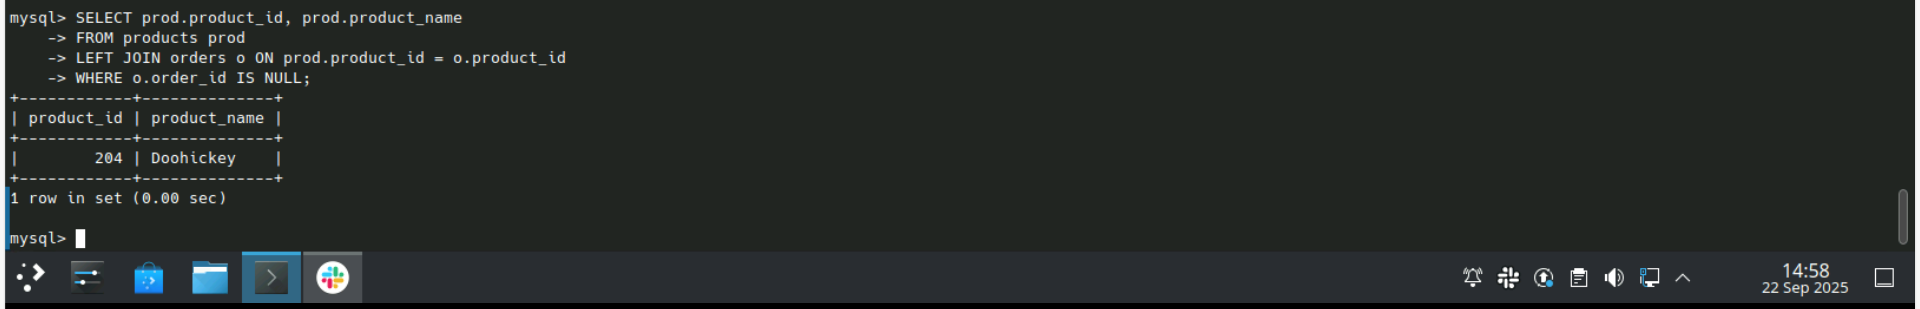 mysql> SELECT prod.product_id, prod.product_name
    -> FROM products prod
    -> LEFT JOIN orders o ON prod.product_id = o.product_id
    -> WHERE o.order_id IS NULL;
+------------+--------------+
| product_id | product_name |
+------------+--------------+
|        204 | Doohickey    |
+------------+--------------+
1 row in set (0.00 sec)

mysql>
14:58
22 Sep 2025